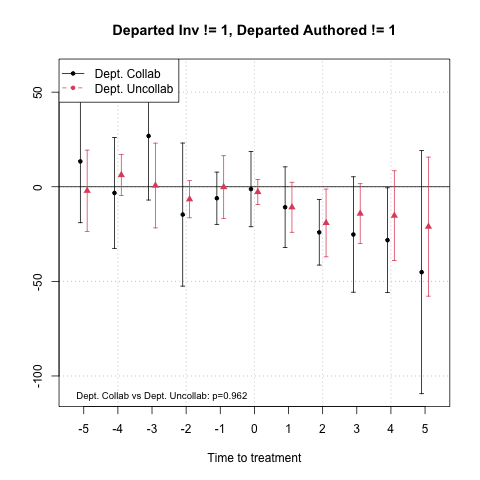 Departed Inv != 1, Departed Authored != 1
Dept. Collab
Dept. Uncollab
50
0
-50
-100
Dept. Collab vs Dept. Uncollab: p=0.962
-5 -4 -3 -2 -1 0 1 2 3 4 5
Time to treatment